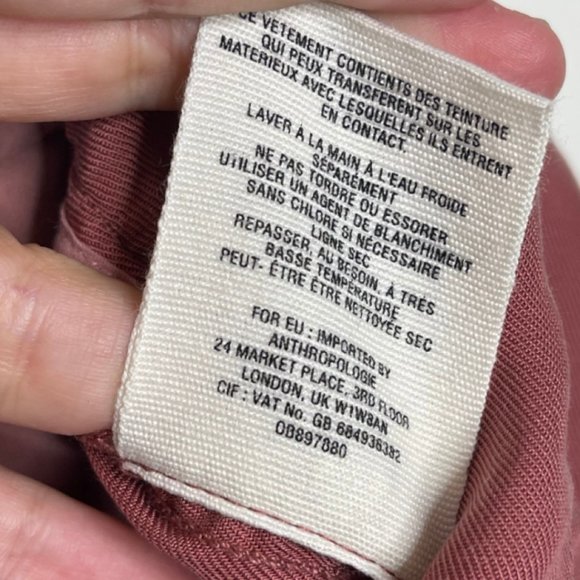 CE VETEMENT CONTIENTS DES TEINTURE
QUI PEUX TRANSFERENT SUR LES
MATERIEUX AVEC LESQUELLES ILS ENTRENT
EN CONTACT.
LAVER À LA MAIN À L'EAU FROIDE
SÉPARÉMENT
NE PAS TORDRE OU ESSORER
UTILISER UN AGENT DE BLANCHIMENT
SANS CHLORE SI NÉCESSAIRE
LIGNE SEC
REPASSER, AU BESOIN, À TRÈS
BASSE TEMPÉRATURE
PEUT- ÊTRE ÊTRE NETTOYÉE SEC
FOR EU : IMPORTED BY
ANTHROPOLOGIE
24 MARKET PLACE, 3RD FLOOR
LONDON, UK W1W8AN
CIF : VAT No. GB 664936382
OB897880